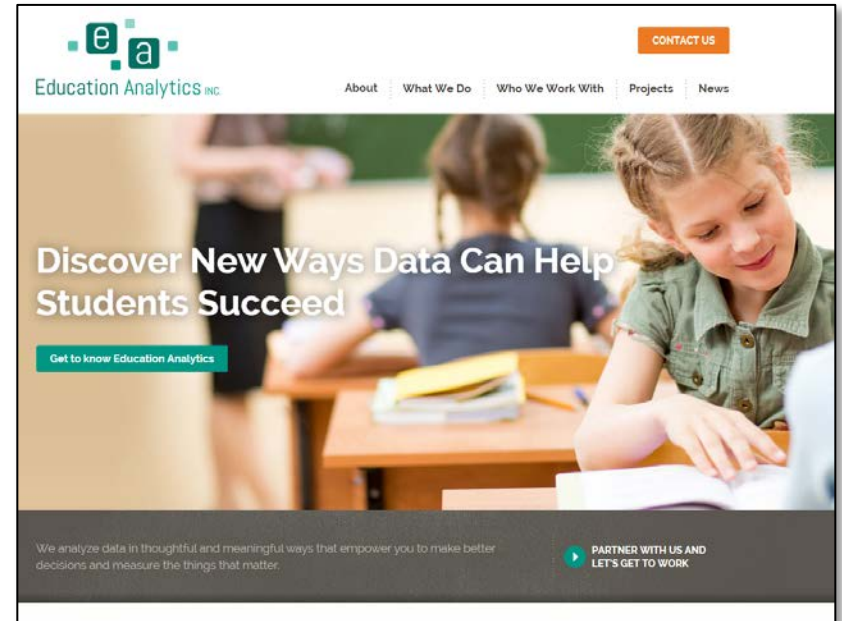 e a
Education Analytics INC.
CONTACT US
About What We Do Who We Work With Projects News
Discover New Ways Data Can Help
Students Succeed
Get to know Education Analytics
We analyze data in thoughtful and meaningful ways that empower you to make better
decisions and measure the things that matter.
PARTNER WITH US AND
LET'S GET TO WORK